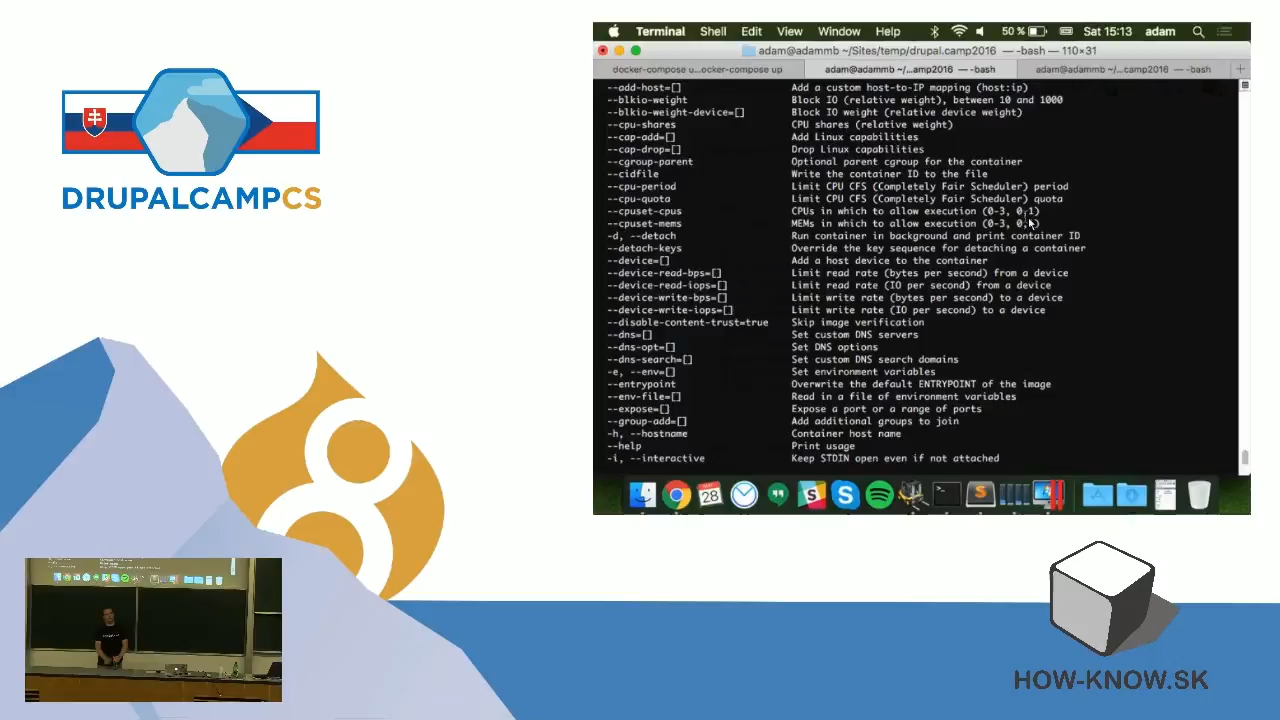 DRUPALCAMPCS
Terminal Shell Edit View Window Help 50 % Sat 15:13 adam
adam@adammb ~/Sites/temp/drupal.camp2016 — -bash — 110×31
docker-compose u...ocker-compose up adam@adammb ~/...amp2016 — -bash adam@adammb ~/...camp2016 — -bash +
--add-host=[] Add a custom host-to-IP mapping (host:ip)
--blkio-weight Block IO (relative weight), between 10 and 1000
--blkio-weight-device=[] Block IO weight (relative device weight)
--cpu-shares CPU shares (relative weight)
--cap-add=[] Add Linux capabilities
--cap-drop=[] Drop Linux capabilities
--cgroup-parent Optional parent cgroup for the container
--cidfile Write the container ID to the file
--cpu-period Limit CPU CFS (Completely Fair Scheduler) period
--cpu-quota Limit CPU CFS (Completely Fair Scheduler) quota
--cpuset-cpus CPUs in which to allow execution (0-3, 0,1)
--cpuset-mems MEMs in which to allow execution (0-3, 0,1)
-d, --detach Run container in background and print container ID
--detach-keys Override the key sequence for detaching a container
--device=[] Add a host device to the container
--device-read-bps=[] Limit read rate (bytes per second) from a device
--device-read-iops=[] Limit read rate (IO per second) from a device
--device-write-bps=[] Limit write rate (bytes per second) to a device
--device-write-iops=[] Limit write rate (IO per second) to a device
--disable-content-trust=true Skip image verification
--dns=[] Set custom DNS servers
--dns-opt=[] Set DNS options
--dns-search=[] Set custom DNS search domains
-e, --env=[] Set environment variables
--entrypoint Overwrite the default ENTRYPOINT of the image
--env-file=[] Read in a file of environment variables
--expose=[] Expose a port or a range of ports
--group-add=[] Add additional groups to join
-h, --hostname Container host name
--help Print usage
-i, --interactive Keep STDIN open even if not attached
28
8
HOW-KNOW.SK